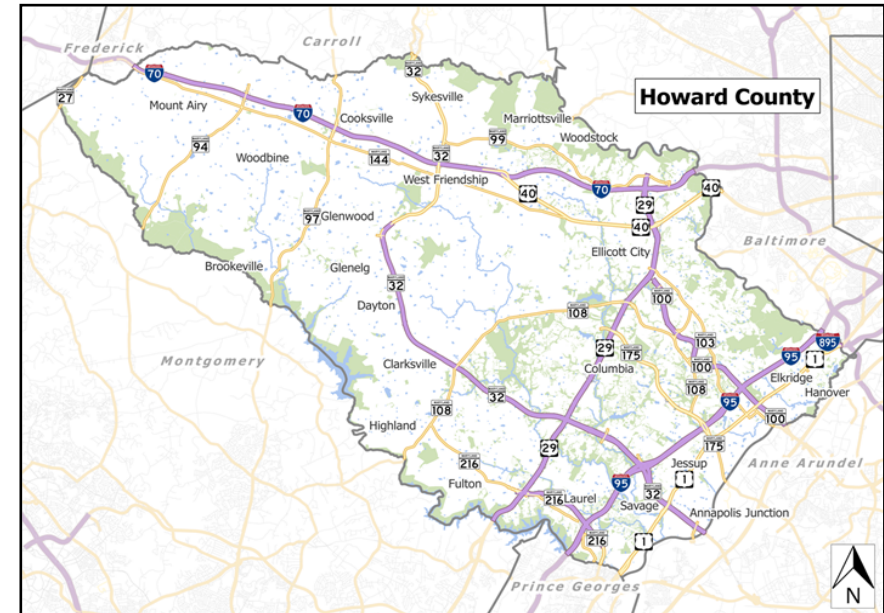 Frederick
Carroll
Howard County
70
32
27
Mount Airy
Sykesville
70
Cooksville
Marriottsville
Woodstock
99
94
32
144
Woodbine
West Friendship
40
70
40
29
97
Glenwood
40
Ellicott City
Baltimore
Brookeville
Glenelg
32
100
Dayton
108
103
Montgomery
Clarksville
29
175
Columbia
100
95
895
1
Elkridge
108
Hanover
32
95
108
100
Highland
175
29
216
Jessup
Anne Arundel
Fulton
95
1
216
Laurel
32
Savage
Annapolis Junction
216
1
Prince Georges
N